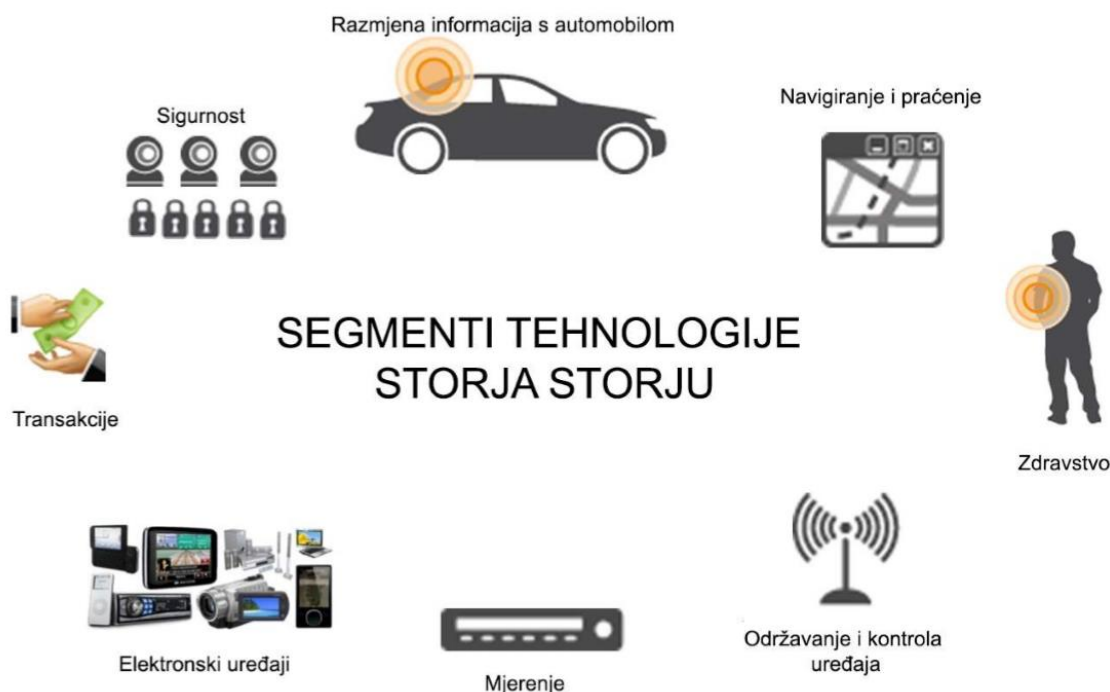 Razmjena informacija s automobilom
Sigurnost
Navigiranje i praćenje
SEGMENTI TEHNOLOGIJE
STORJA STORJU
Transakcije
Zdravstvo
Elektronski uređaji
Mjerenje
Održavanje i kontrola
uređaja